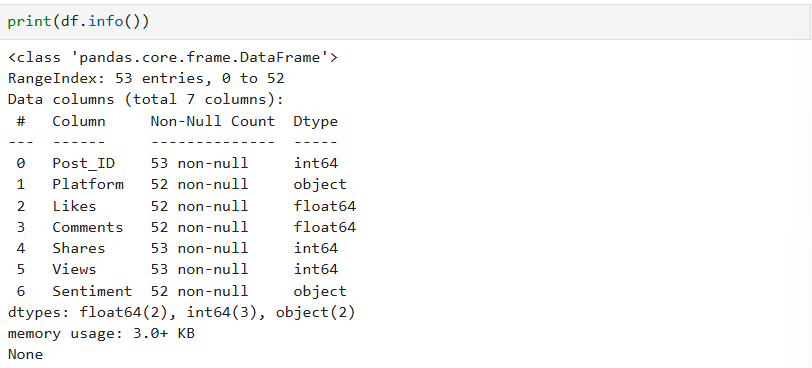 print(df.info())
<class 'pandas.core.frame.DataFrame'>
RangeIndex: 53 entries, 0 to 52
Data columns (total 7 columns):
 #   Column     Non-Null Count  Dtype
---  ------     --------------  -----
 0   Post_ID    53 non-null     int64
 1   Platform   52 non-null     object
 2   Likes      52 non-null     float64
 3   Comments   52 non-null     float64
 4   Shares     53 non-null     int64
 5   Views      53 non-null     int64
 6   Sentiment  52 non-null     object
dtypes: float64(2), int64(3), object(2)
memory usage: 3.0+ KB
None